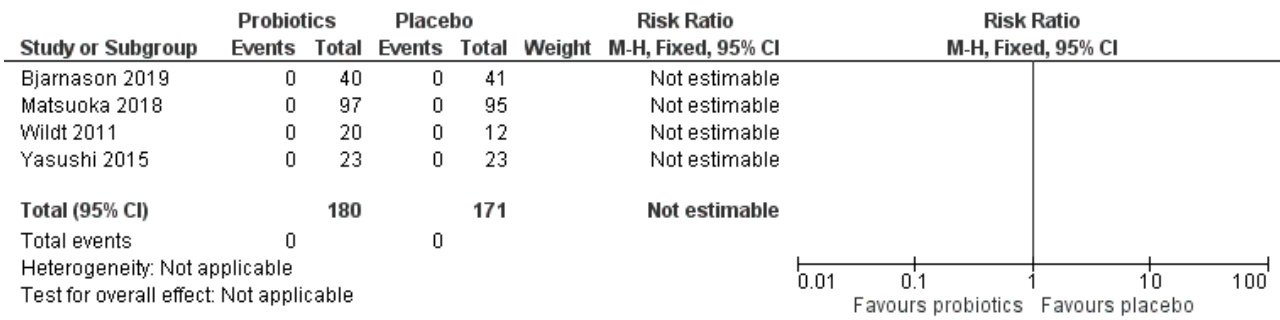 Probiotics Placebo Risk Ratio Risk Ratio
Study or Subgroup Events Total Events Total Weight M-H, Fixed, 95% CI M-H, Fixed, 95% CI
Bjarnason 2019 0 40 0 41 Not estimable
Matsuoka 2018 0 97 0 95 Not estimable
Wildt 2011 0 20 0 12 Not estimable
Yasushi 2015 0 23 0 23 Not estimable
Total (95% CI) 180 171 Not estimable
Total events 0 0
Heterogeneity: Not applicable
Test for overall effect: Not applicable
0.01 0.1 1 10 100
Favours probiotics Favours placebo